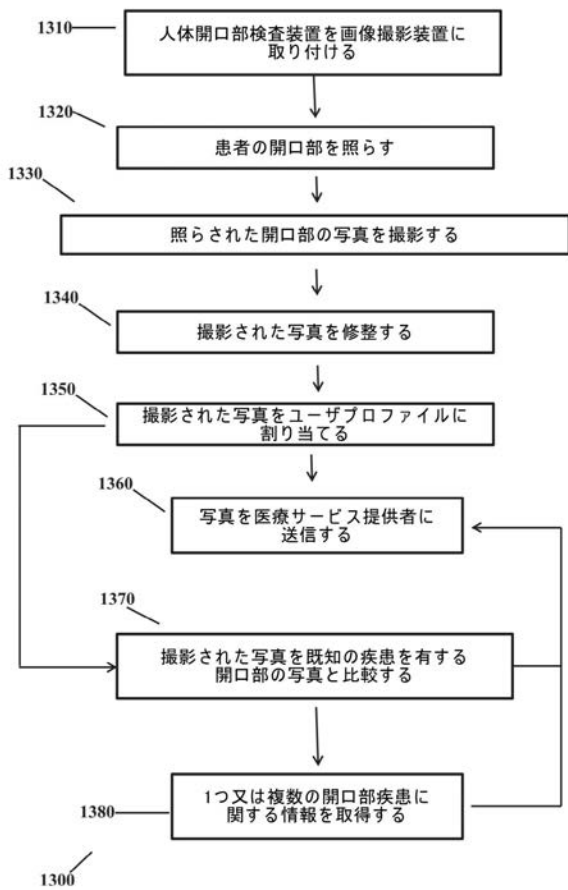 1310
人体開口部検査装置を画像撮影装置に
取り付ける
1320
患者の開口部を照らす
1330
照らされた開口部の写真を撮影する
1340
撮影された写真を修整する
1350
撮影された写真をユーザプロファイルに
割り当てる
1360
写真を医療サービス提供者に
送信する
1370
撮影された写真を既知の疾患を有する
開口部の写真と比較する
1380
1つ又は複数の開口部疾患に
関する情報を取得する
1300